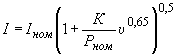 I = I_ном (1 + K / P_ном υ^0,65)^0,5